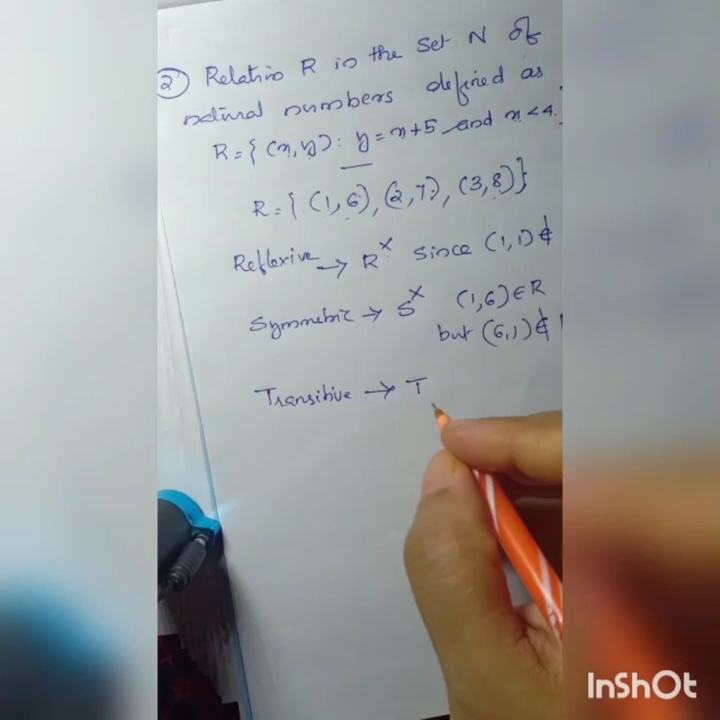 2) Relation R in the set N of
natural numbers defined as
R = { (x, y) : y = x + 5 and x < 4.
R = { (1, 6), (2, 7), (3, 8) }
Reflexive → R× since (1, 1) ∉
Symmetric → S× (1, 6) ∈ R
but (6, 1) ∉
Transitive → T
InShOt